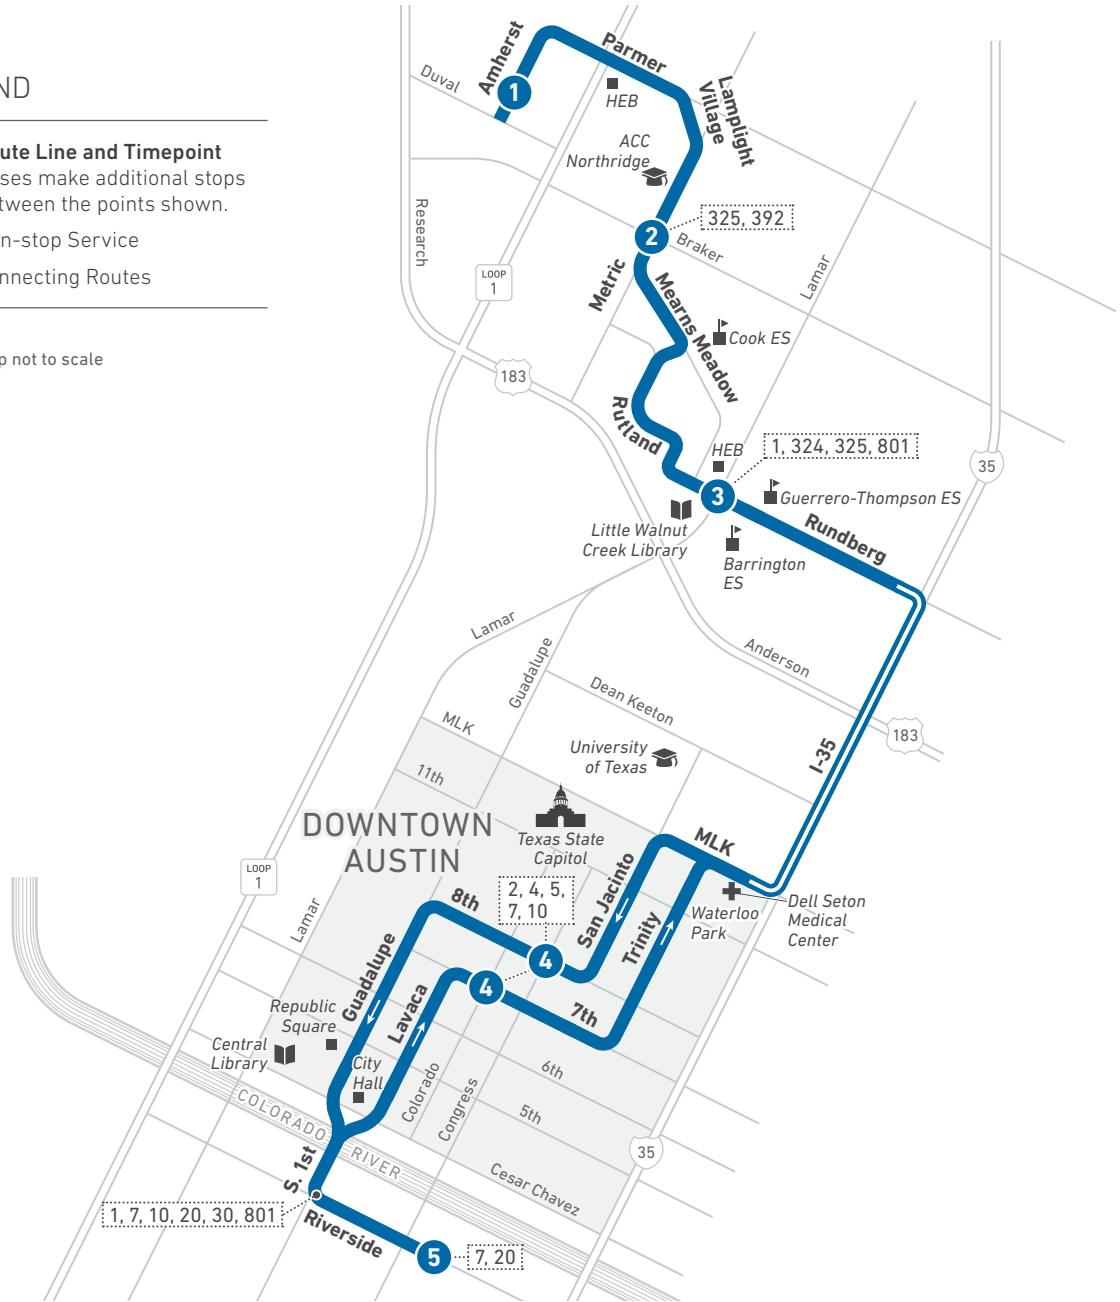 ND
ute Line and Timepoint
ses make additional stops
tween the points shown.
n-stop Service
nnecting Routes
p not to scale
Amherst
Parmer
Duval
1
HEB
Lamplight
Village
ACC
Northridge
Research
325, 392
2
Braker
LOOP
1
Metric
Lamar
Mearns Meadow
Cook ES
183
Rutland
HEB
1, 324, 325, 801
35
3
Guerrero-Thompson ES
Little Walnut
Creek Library
Rundberg
Barrington
ES
Lamar
Guadalupe
Anderson
Dean Keeton
MLK
183
University
of Texas
I-35
11th
DOWNTOWN
AUSTIN
Texas State
Capitol
MLK
LOOP
1
2, 4, 5,
7, 10
8th
San Jacinto
Waterloo
Park
Dell Seton
Medical
Center
Lamar
Trinity
4
4
Guadalupe
Lavaca
7th
Republic
Square
Central
Library
City
Hall
6th
Colorado
Congress
5th
COLORADO RIVER
35
S. 1st
Cesar Chavez
1, 7, 10, 20, 30, 801
Riverside
5
7, 20